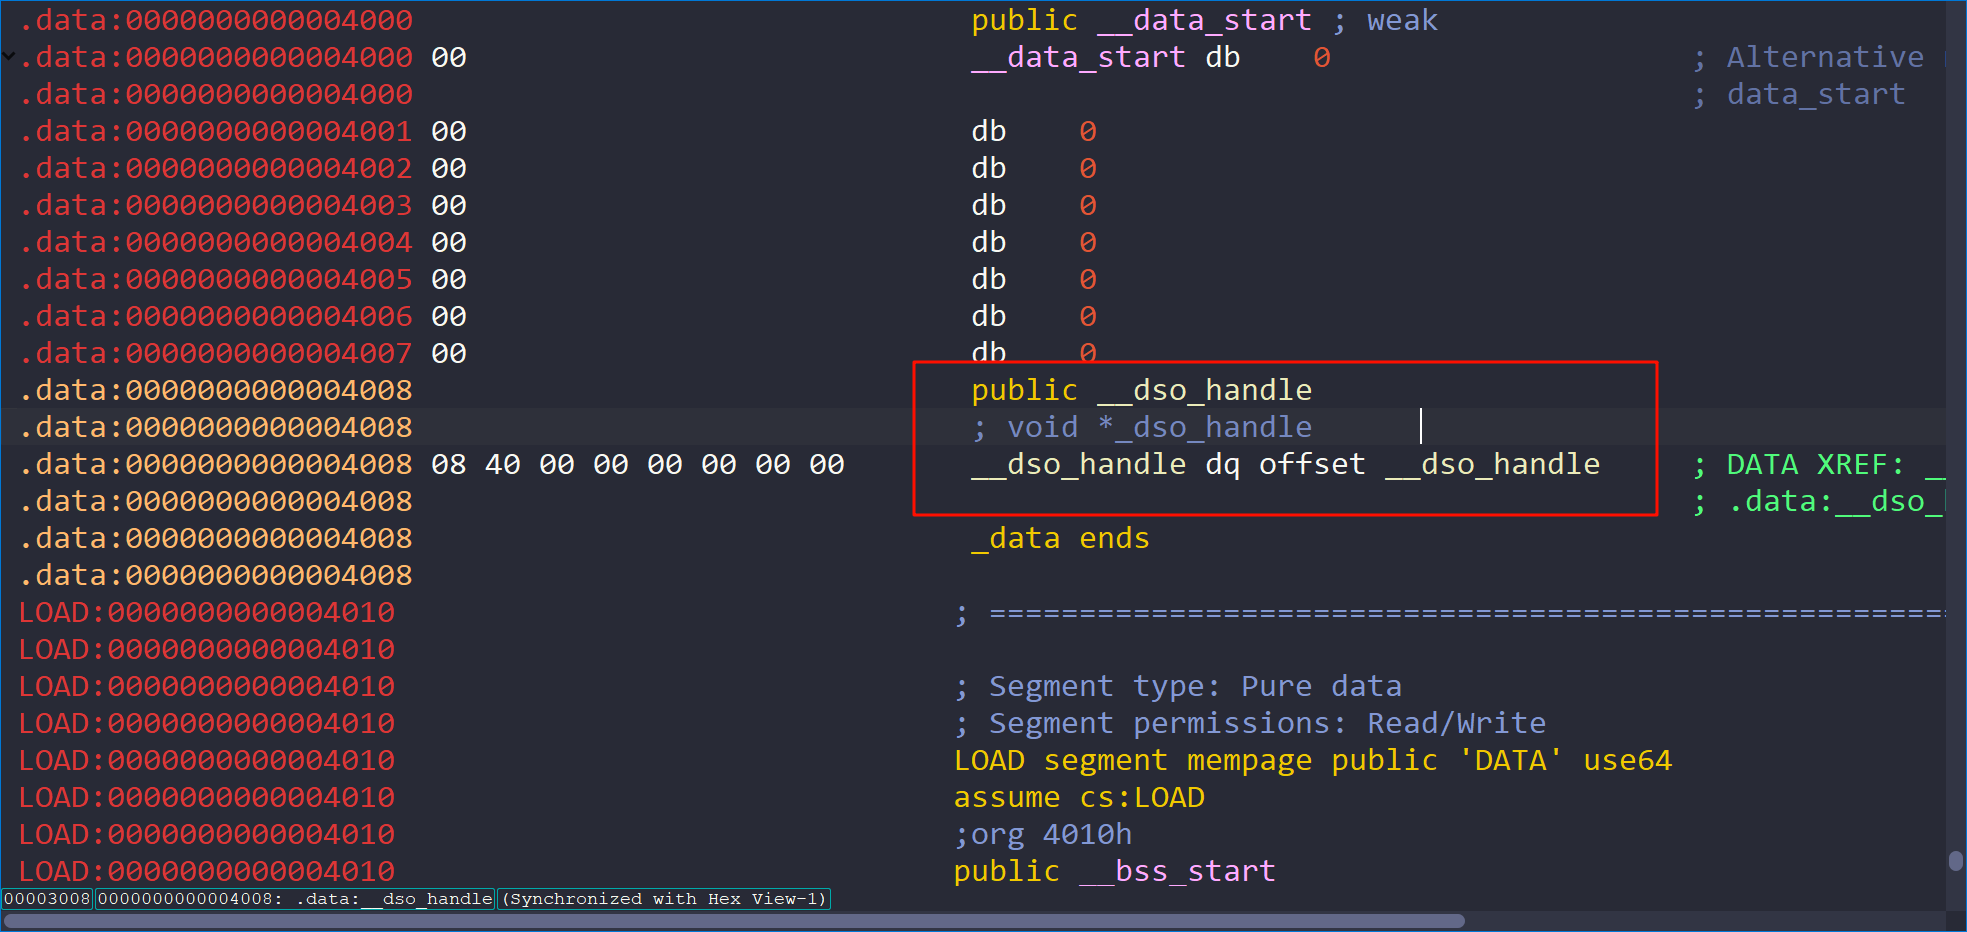 .data:0000000000004000 public __data_start ; weak
.data:0000000000004000 00 __data_start db 0 ; Alternative
.data:0000000000004000 ; data_start
.data:0000000000004001 00 db 0
.data:0000000000004002 00 db 0
.data:0000000000004003 00 db 0
.data:0000000000004004 00 db 0
.data:0000000000004005 00 db 0
.data:0000000000004006 00 db 0
.data:0000000000004007 00 db 0
.data:0000000000004008 public __dso_handle
.data:0000000000004008 ; void *_dso_handle
.data:0000000000004008 08 40 00 00 00 00 00 00 __dso_handle dq offset __dso_handle ; DATA XREF: __
.data:0000000000004008 ; .data:__dso_
.data:0000000000004008 _data ends
.data:0000000000004008
LOAD:0000000000004010 ; =====================================================
LOAD:0000000000004010
LOAD:0000000000004010 ; Segment type: Pure data
LOAD:0000000000004010 ; Segment permissions: Read/Write
LOAD:0000000000004010 LOAD segment mempage public 'DATA' use64
LOAD:0000000000004010 assume cs:LOAD
LOAD:0000000000004010 ;org 4010h
LOAD:0000000000004010 public __bss_start
00003008 0000000000004008: .data:__dso_handle (Synchronized with Hex View-1)